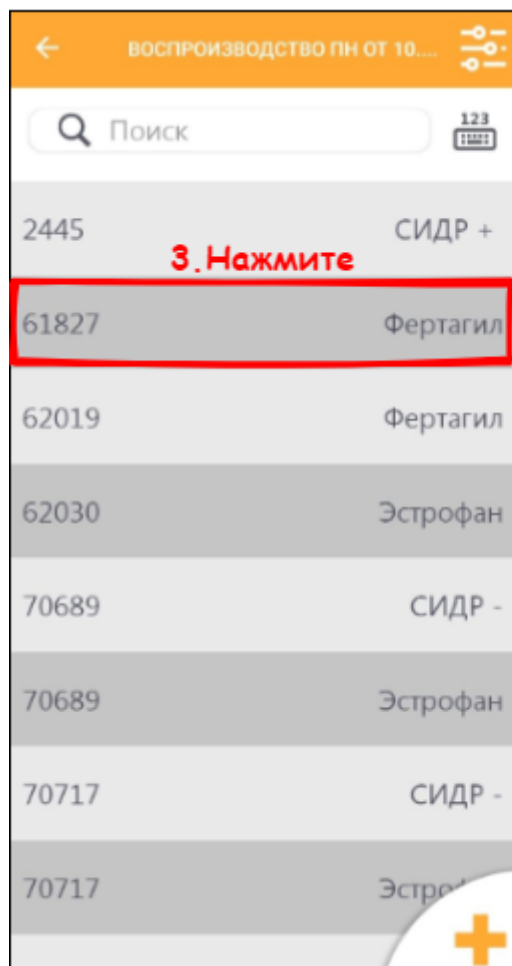 ВОСПРОИЗВОДСТВО ПН ОТ 10....
Поиск
123
2445 СИДР +
3.Нажмите
61827 Фертагил
62019 Фертагил
62030 Эстрофан
70689 СИДР -
70689 Эстрофан
70717 СИДР -
70717